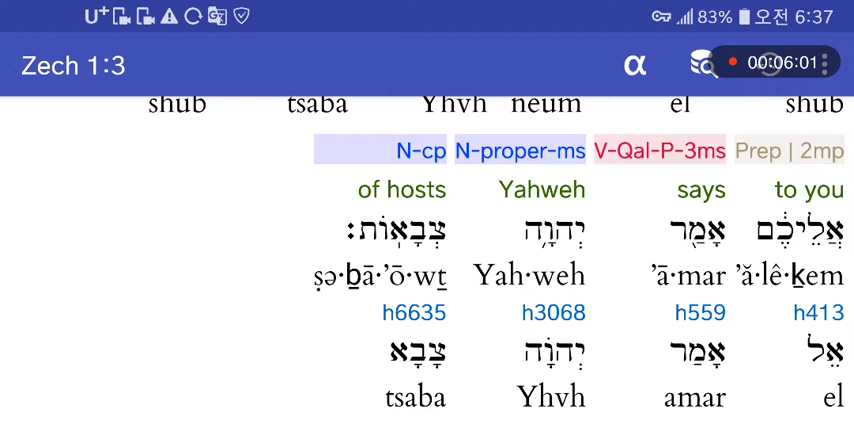 U+ 83% 오전 6:37
Zech 1:3 α 00:06:01
shub tsaba Yhvh neum el shub
N-cp N-proper-ms V-Qal-P-3ms Prep | 2mp
of hosts Yahweh says to you
אֲלֵיכֶ֔ם אָמַ֖ר יְהוָ֥ה צְבָאֽוֹת׃
ṣə·ḇā·’ō·wṯ Yah·weh ’ā·mar ’ă·lê·ḵem
h6635 h3068 h559 h413
אֵל אָמַר יְהוָֹה צָבָא
tsaba Yhvh amar el